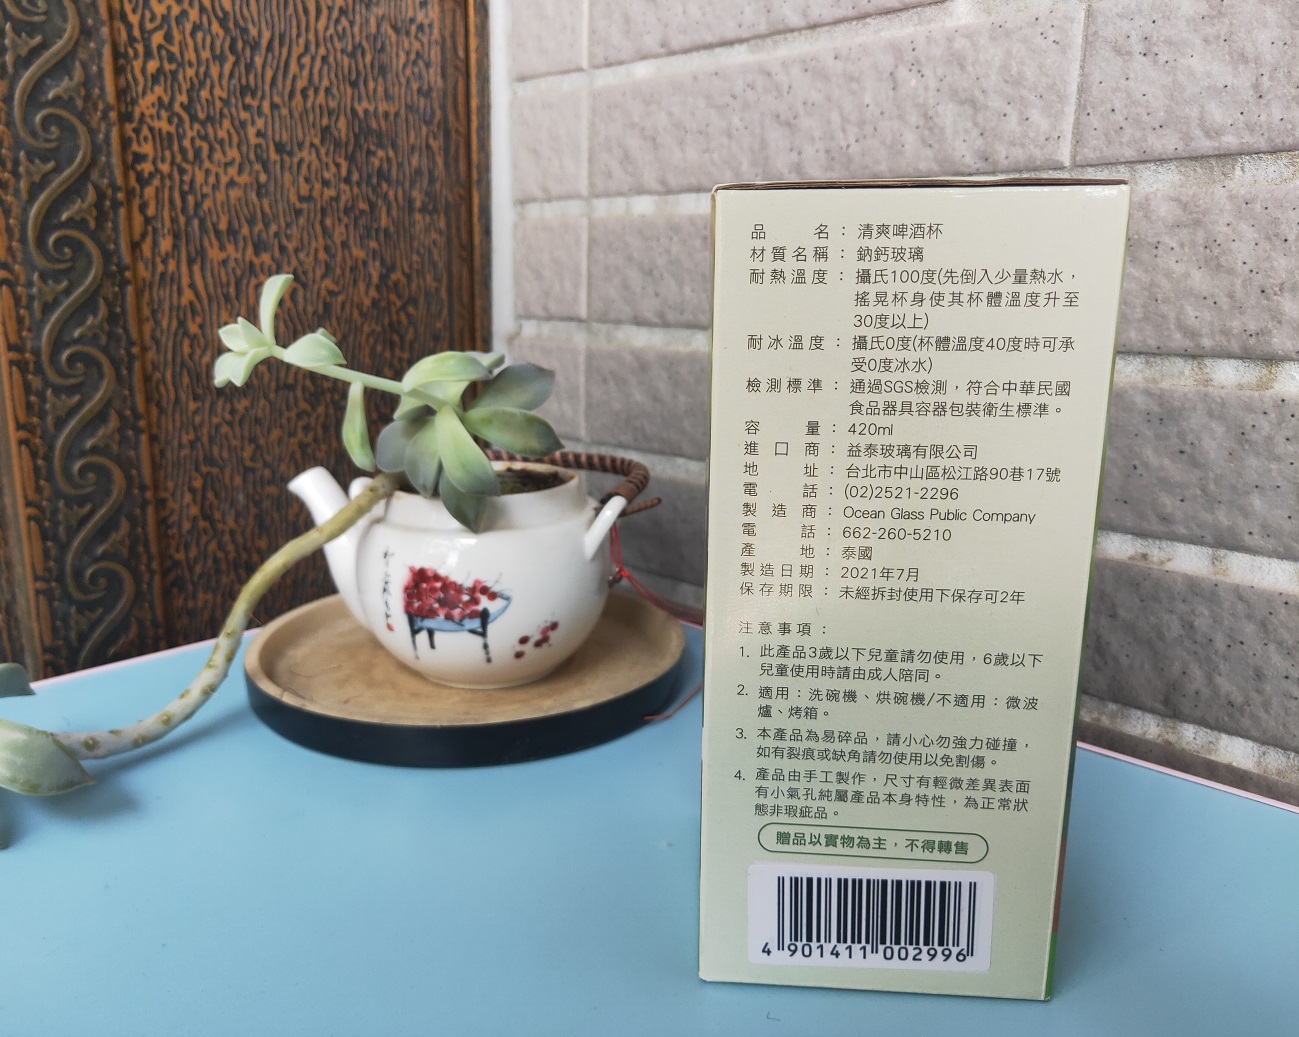 品名：清爽啤酒杯
材質名稱：鈉鈣玻璃
耐熱溫度：攝氏100度(先倒入少量熱水，
搖晃杯身使其杯體溫度升至
30度以上)
耐冰溫度：攝氏0度(杯體溫度40度時可承
受0度冰水)
檢測標準：通過SGS檢測，符合中華民國
食品器具容器包裝衛生標準。
容量：420ml
進口商：益泰玻璃有限公司
地址：台北市中山區松江路90巷17號
電話：(02)2521-2296
製造商：Ocean Glass Public Company
電話：662-260-5210
產地：泰國
製造日期：2021年7月
保存期限：未經拆封使用下保存可2年
注意事項：
1. 此產品3歲以下兒童請勿使用，6歲以下
兒童使用時請由成人陪同。
2. 適用：洗碗機、烘碗機/不適用：微波
爐、烤箱。
3. 本產品為易碎品，請小心勿強力碰撞，
如有裂痕或缺角請勿使用以免割傷。
4. 產品由手工製作，尺寸有輕微差異表面
有小氣孔純屬產品本身特性，為正常狀
態非瑕疵品。
贈品以實物為主，不得轉售
4 901411 002996